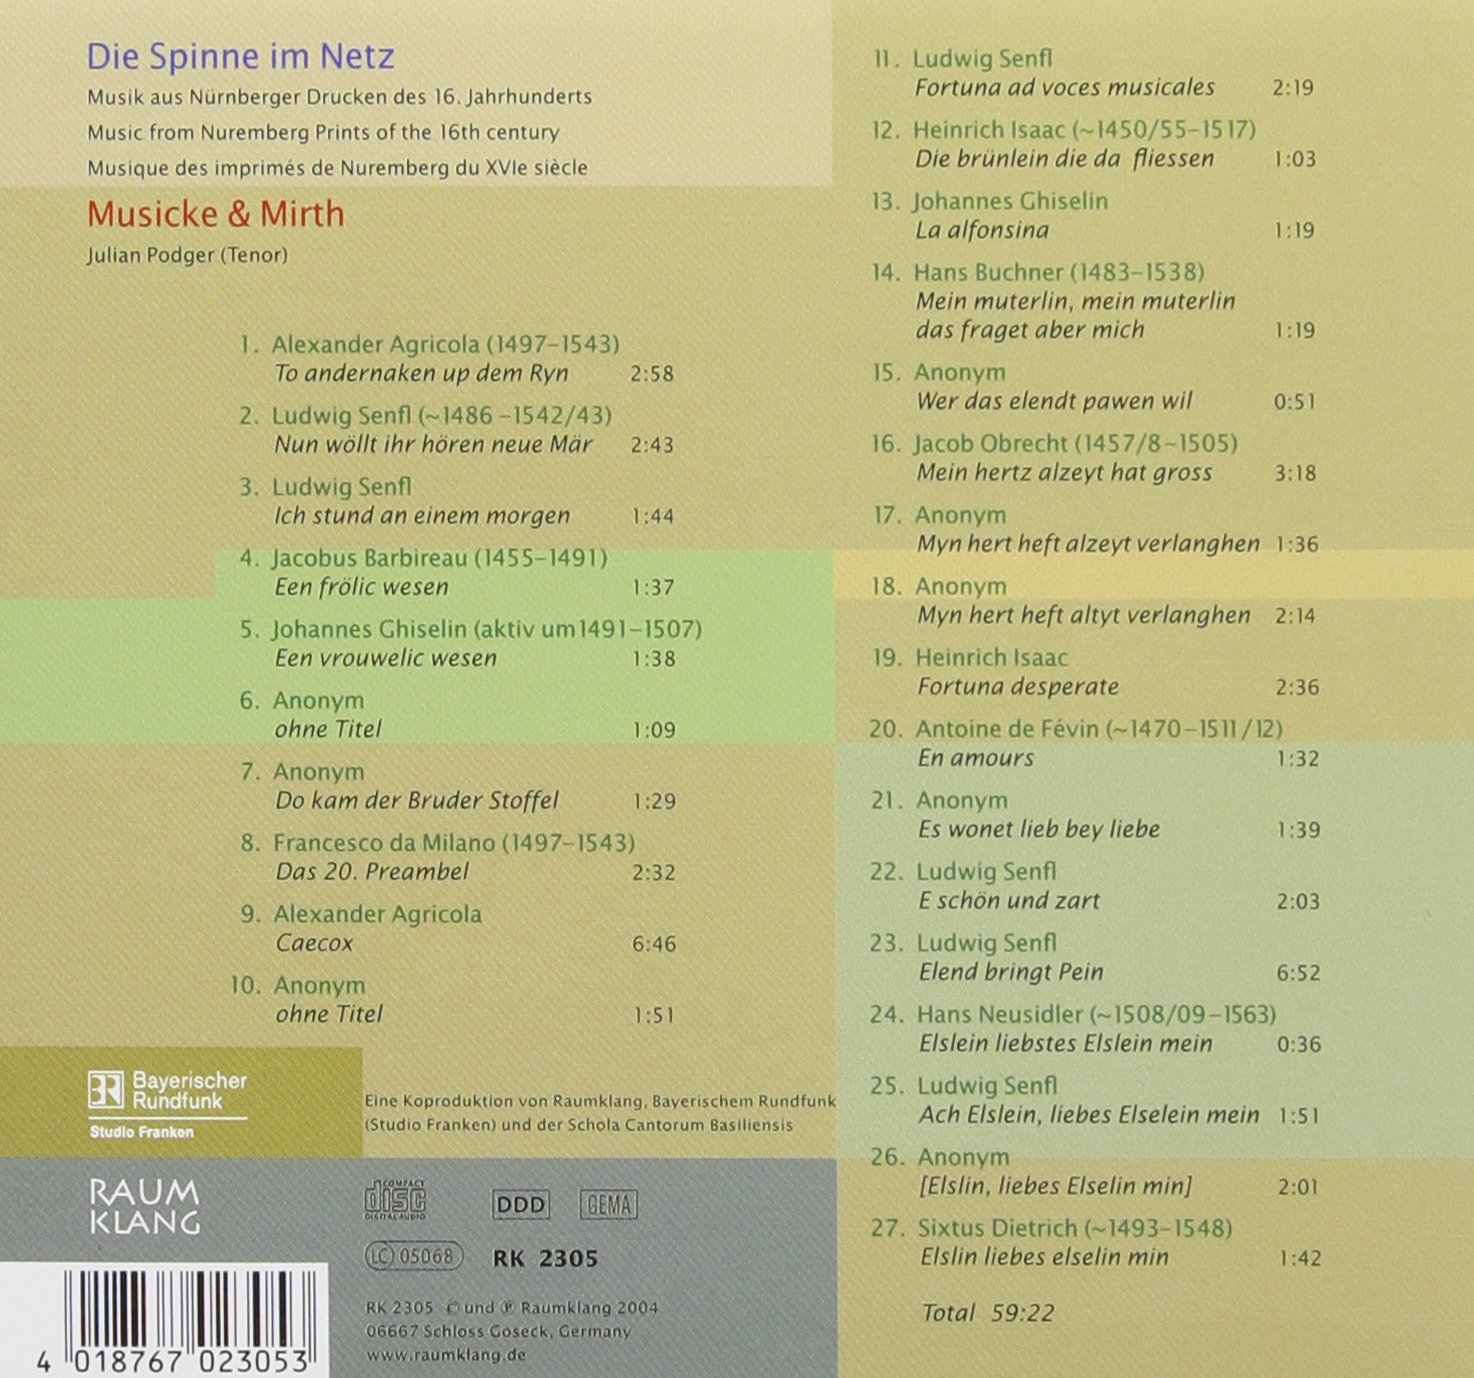 Die Spinne im Netz
Musik aus Nürnberger Drucken des 16. Jahrhunderts
Music from Nuremberg Prints of the 16th century
Musique des imprimés de Nuremberg du XVIe siècle
Musicke & Mirth
Julian Podger (Tenor)
1. Alexander Agricola (1497–1543)
To andernaken up dem Ryn 2:58
2. Ludwig Senfl (~1486 –1542/43)
Nun wöllt ihr hören neue Mär 2:43
3. Ludwig Senfl
Ich stund an einem morgen 1:44
4. Jacobus Barbireau (1455–1491)
Een frölic wesen 1:37
5. Johannes Ghiselin (aktiv um1491–1507)
Een vrouwelic wesen 1:38
6. Anonym
ohne Titel 1:09
7. Anonym
Do kam der Bruder Stoffel 1:29
8. Francesco da Milano (1497–1543)
Das 20. Preambel 2:32
9. Alexander Agricola
Caecox 6:46
10. Anonym
ohne Titel 1:51
Bayerischer
Rundfunk
Studio Franken
Eine Koproduktion von Raumklang, Bayerischem Rundfunk
(Studio Franken) und der Schola Cantorum Basiliensis
RAUM
KLANG
COMPACT
disc
DIGITAL AUDIO
DDD
GEMA
LC 05068
RK 2305
RK 2305 © und ℗ Raumklang 2004
06667 Schloss Goseck, Germany
www.raumklang.de
4 018767 023053
11. Ludwig Senfl
Fortuna ad voces musicales 2:19
12. Heinrich Isaac (~1450/55–1517)
Die brünlein die da fliessen 1:03
13. Johannes Ghiselin
La alfonsina 1:19
14. Hans Buchner (1483–1538)
Mein muterlin, mein muterlin
das fraget aber mich 1:19
15. Anonym
Wer das elendt pawen wil 0:51
16. Jacob Obrecht (1457/8–1505)
Mein hertz alzeyt hat gross 3:18
17. Anonym
Myn hert heft alzeyt verlanghen 1:36
18. Anonym
Myn hert heft altyt verlanghen 2:14
19. Heinrich Isaac
Fortuna desperate 2:36
20. Antoine de Févin (~1470–1511/12)
En amours 1:32
21. Anonym
Es wonet lieb bey liebe 1:39
22. Ludwig Senfl
E schön und zart 2:03
23. Ludwig Senfl
Elend bringt Pein 6:52
24. Hans Neusidler (~1508/09–1563)
Elslein liebstes Elslein mein 0:36
25. Ludwig Senfl
Ach Elslein, liebes Elselein mein 1:51
26. Anonym
[Elslin, liebes Elselin min] 2:01
27. Sixtus Dietrich (~1493–1548)
Elslin liebes elselin min 1:42
Total 59:22